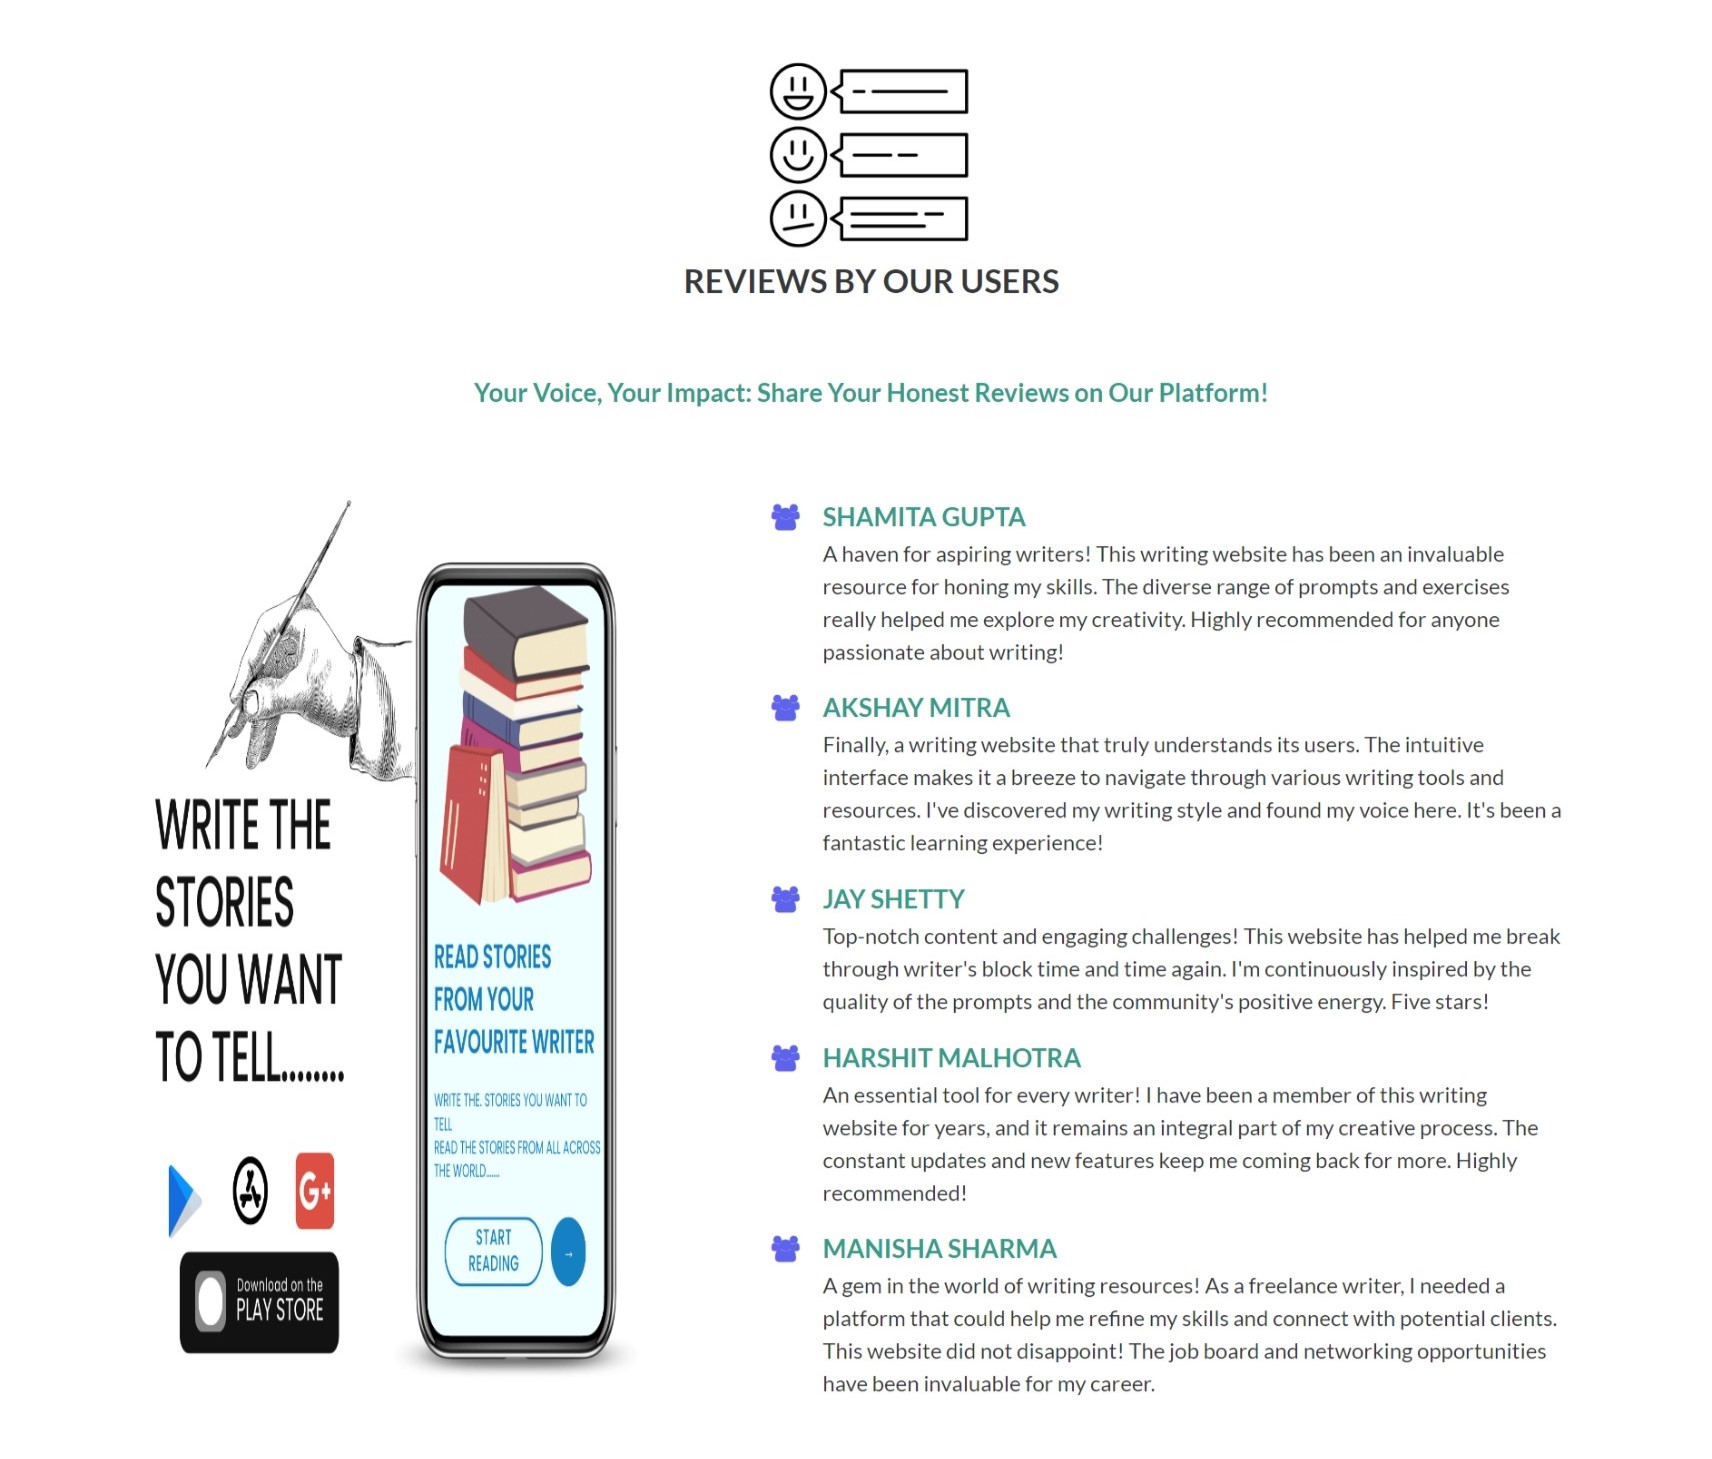 REVIEWS BY OUR USERS
Your Voice, Your Impact: Share Your Honest Reviews on Our Platform!
WRITE THE
STORIES
YOU WANT
TO TELL........
G+
Download on the
PLAY STORE
READ STORIES
FROM YOUR
FAVOURITE WRITER
WRITE THE. STORIES YOU WANT TO
TELL
READ THE STORIES FROM ALL ACROSS
THE WORLD......
START
READING
→
SHAMITA GUPTA
A haven for aspiring writers! This writing website has been an invaluable
resource for honing my skills. The diverse range of prompts and exercises
really helped me explore my creativity. Highly recommended for anyone
passionate about writing!
AKSHAY MITRA
Finally, a writing website that truly understands its users. The intuitive
interface makes it a breeze to navigate through various writing tools and
resources. I've discovered my writing style and found my voice here. It's been a
fantastic learning experience!
JAY SHETTY
Top-notch content and engaging challenges! This website has helped me break
through writer's block time and time again. I'm continuously inspired by the
quality of the prompts and the community's positive energy. Five stars!
HARSHIT MALHOTRA
An essential tool for every writer! I have been a member of this writing
website for years, and it remains an integral part of my creative process. The
constant updates and new features keep me coming back for more. Highly
recommended!
MANISHA SHARMA
A gem in the world of writing resources! As a freelance writer, I needed a
platform that could help me refine my skills and connect with potential clients.
This website did not disappoint! The job board and networking opportunities
have been invaluable for my career.